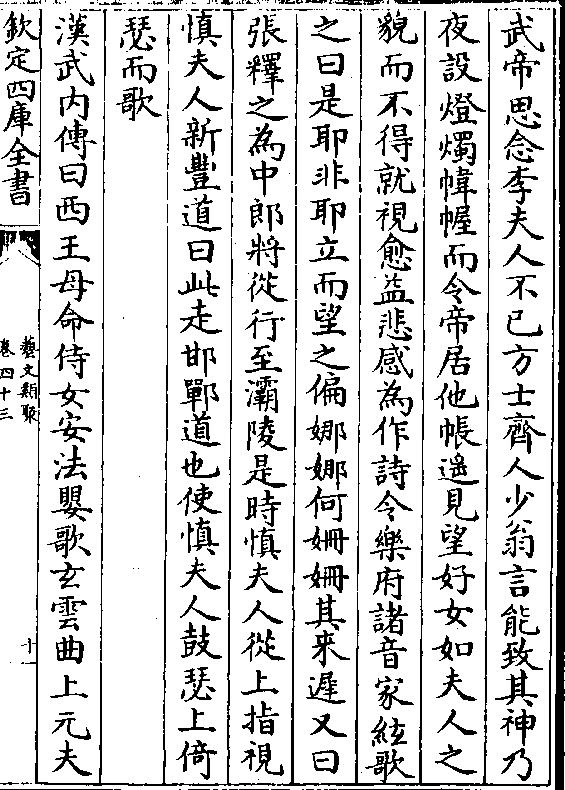 武帝思念李夫人不已方士齊人少翁言能致其神乃
夜設燈燭幃幄而令帝居他帳遙見望好女如夫人之
貌而不得就視愈益悲感為作詩令樂府諸音家絃歌
之曰是耶非耶立而望之偏娜娜何姍姍其来遲又曰
張釋之為中郎將從行至灞陵是時慎夫人從上指視
慎夫人新豐道曰此走邯鄲道也使慎夫人鼓瑟上倚
瑟而歌
漢武内傳曰西王母命侍女安法嬰歌玄雲曲上元夫
欽定四庫全書
藝文類聚
卷四十三
十一